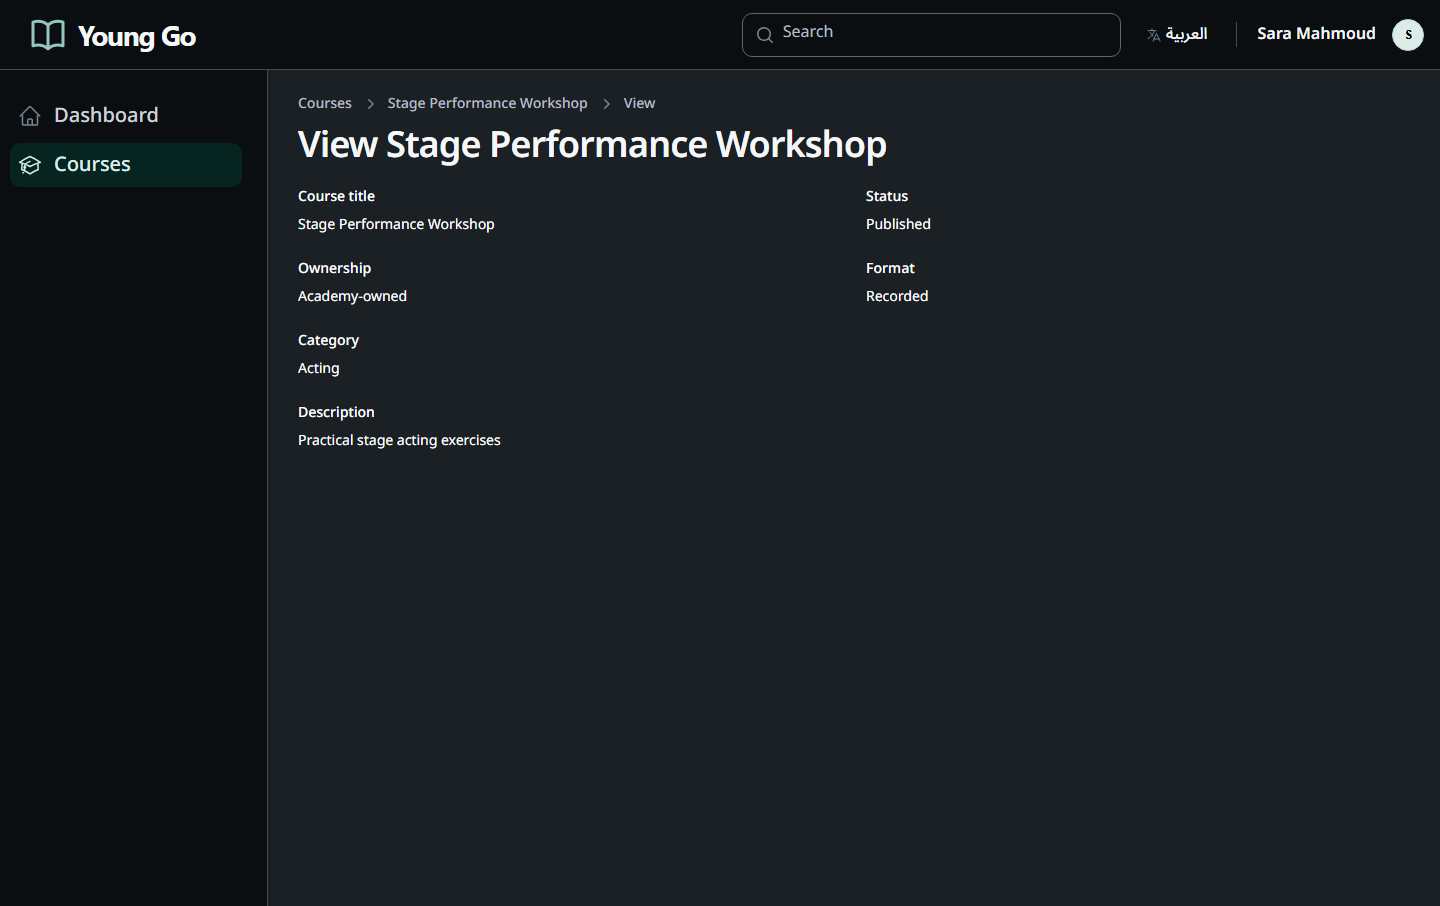 Young Go
Search
العربية
Sara Mahmoud
S
Dashboard
Courses
Courses > Stage Performance Workshop > View
View Stage Performance Workshop
Course title
Stage Performance Workshop
Status
Published
Ownership
Academy-owned
Format
Recorded
Category
Acting
Description
Practical stage acting exercises